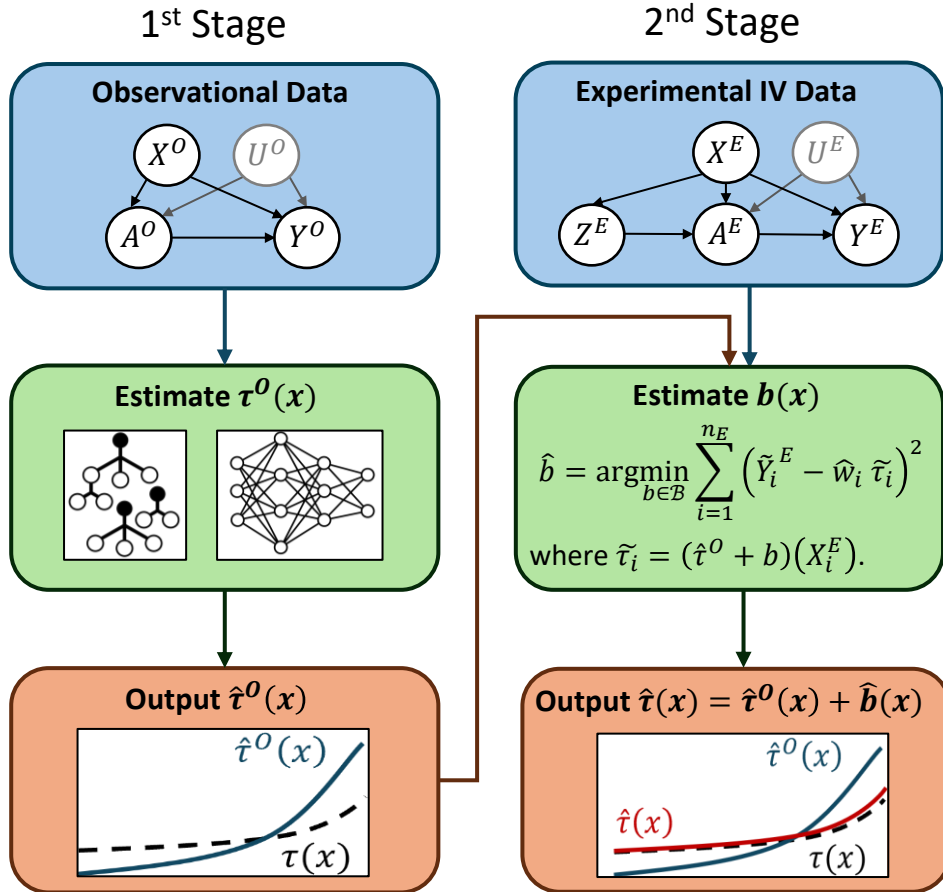 1st Stage
Observational Data
X^O
U^O
A^O
Y^O
Estimate τ^O(x)
Output τ̂^O(x)
τ̂^O(x)
τ(x)
2nd Stage
Experimental IV Data
X^E
U^E
Z^E
A^E
Y^E
Estimate b(x)
b̂ = argmin_{b∈ℬ} ∑_{i=1}^{n_E} (Ỹ_i^E − ŵ_i τ̃_i)^2
where τ̃_i = (τ̂^O + b)(X_i^E).
Output τ̂(x) = τ̂^O(x) + b̂(x)
τ̂^O(x)
τ̂(x)
τ(x)